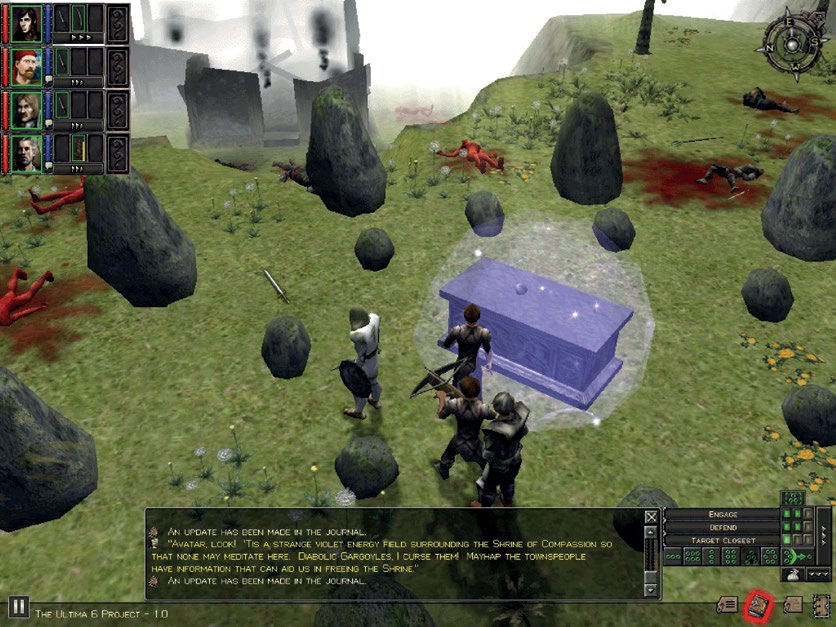 E
N
S
W
AN UPDATE HAS BEEN MADE IN THE JOURNAL.
"AVATAR, LOOK! 'TIS A STRANGE VIOLET ENERGY FIELD SURROUNDING THE SHRINE OF COMPASSION SO
THAT NONE MAY MEDITATE HERE. DIABOLIC GARGOYLES, I CURSE THEM! MAYHAP THE TOWNSPEOPLE
HAVE INFORMATION THAT CAN AID US IN FREEING THE SHRINE."
AN UPDATE HAS BEEN MADE IN THE JOURNAL.
ENGAGE
DEFEND
TARGET CLOSEST
THE ULTIMA 6 PROJECT - 1.0